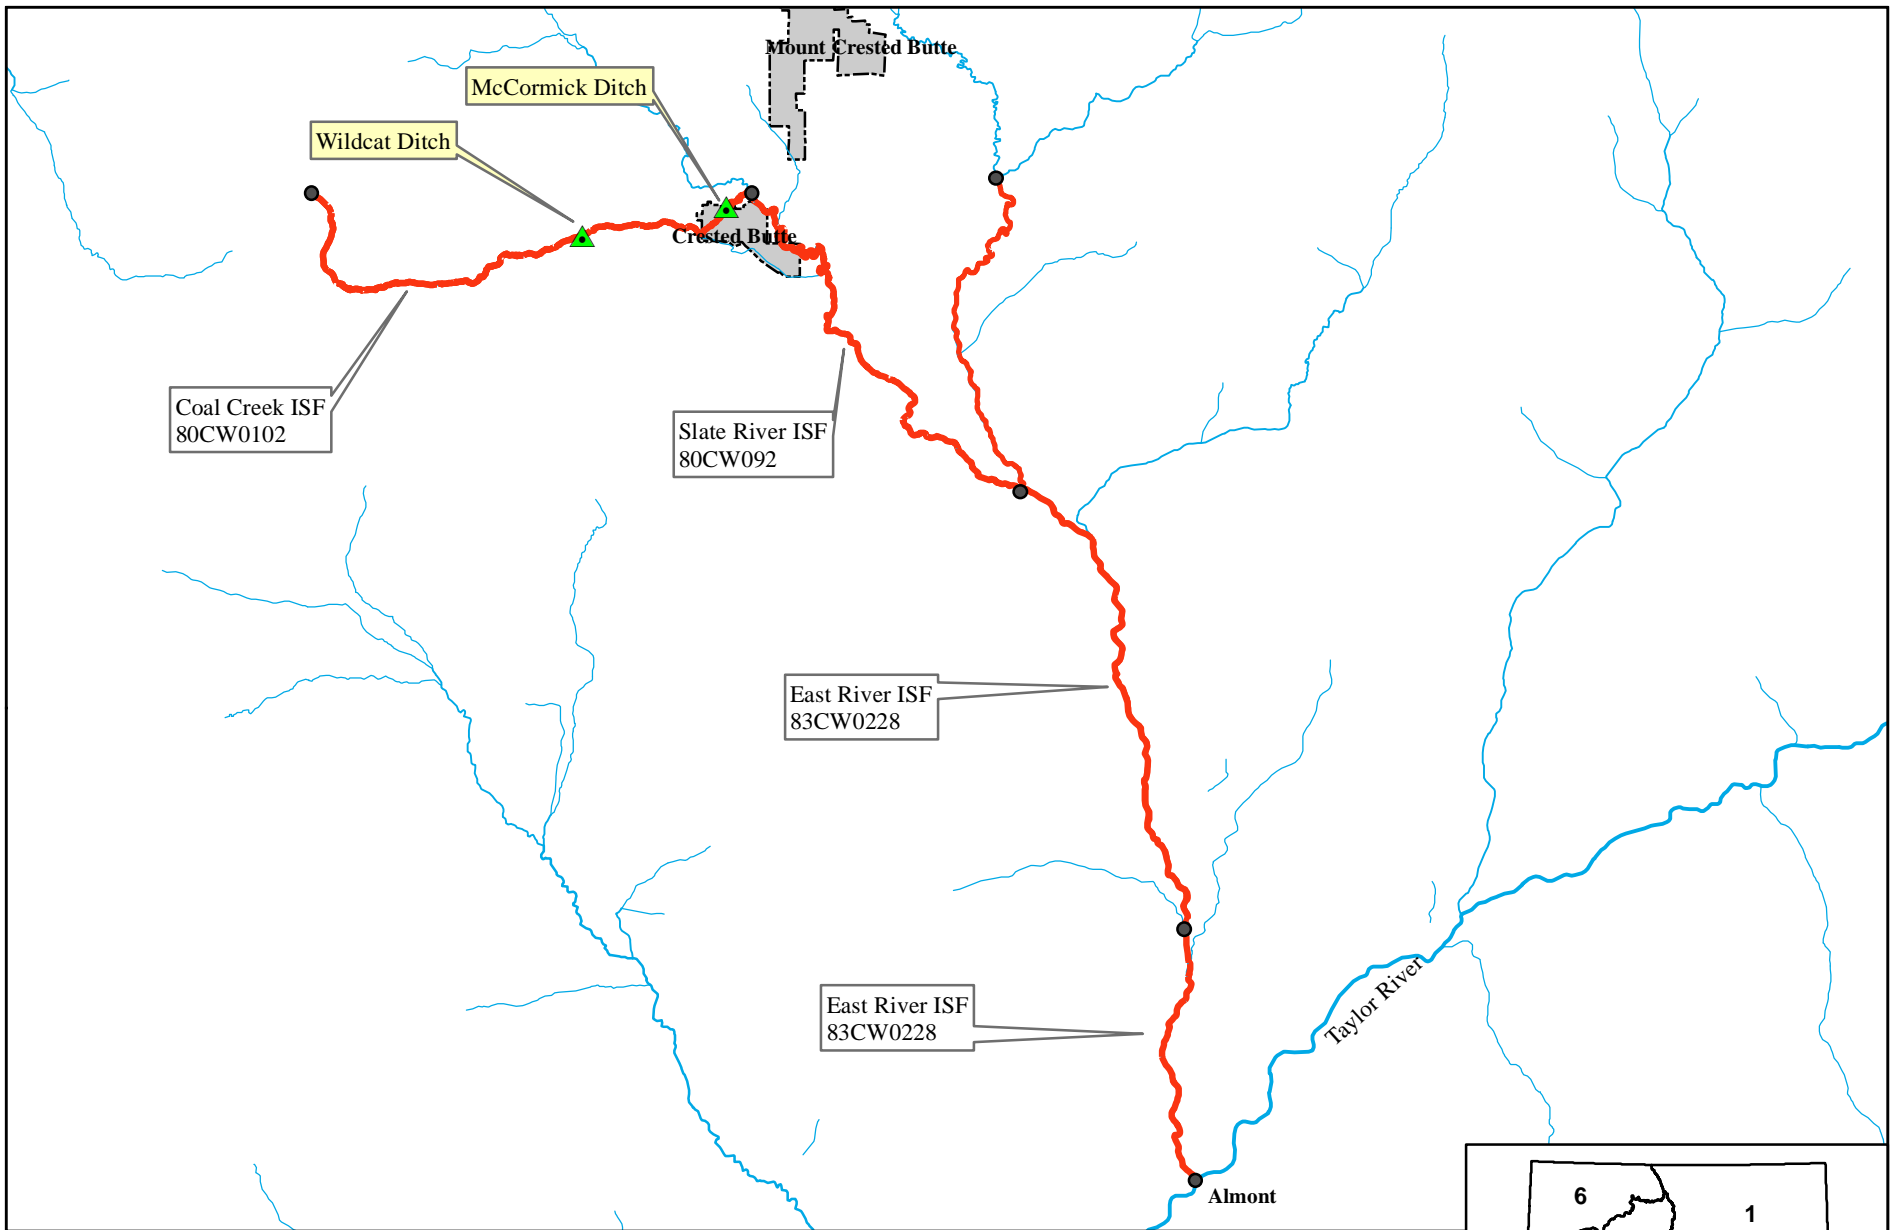 Mount Crested Butte
McCormick Ditch
Wildcat Ditch
Crested Butte
Coal Creek ISF
80CW0102
Slate River ISF
80CW092
East River ISF
83CW0228
East River ISF
83CW0228
Taylor River
Almont
6
1